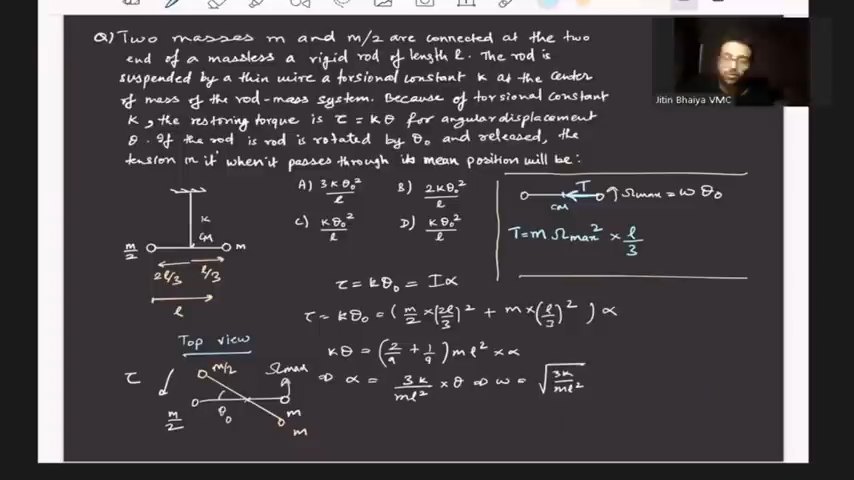 Q) Two masses m and m/2 are connected at the two
end of a massless a rigid rod of length l. The rod is
suspended by a thin wire a torsional constant K at the center
of mass of the rod-mass system. Because of torsional constant
K, the restoring torque is τ = Kθ for angular displacement
θ. If the rod is rod is rotated by θ₀ and released, the
tension in it when it passes through its mean position will be:
Jitin Bhaiya VMC
A) 3Kθ₀²/l B) 2Kθ₀²/l
C) Kθ₀²/l D) Kθ₀²/l
K
CM
m/2 m
2l/3 l/3
l
T
com
Ωmax = ω θ₀
T = m Ωmax² × l/3
τ = Kθ₀ = Iα
τ = Kθ₀ = (m/2 × (2l/3)² + m × (l/3)²) α
Kθ = (2/9 + 1/9) ml² × α
⇒ α = 3K/ml² × θ ⇒ ω = √(3K/ml²)
Top view
τ
m/2
Ωmax
m/2
θ₀
m
m